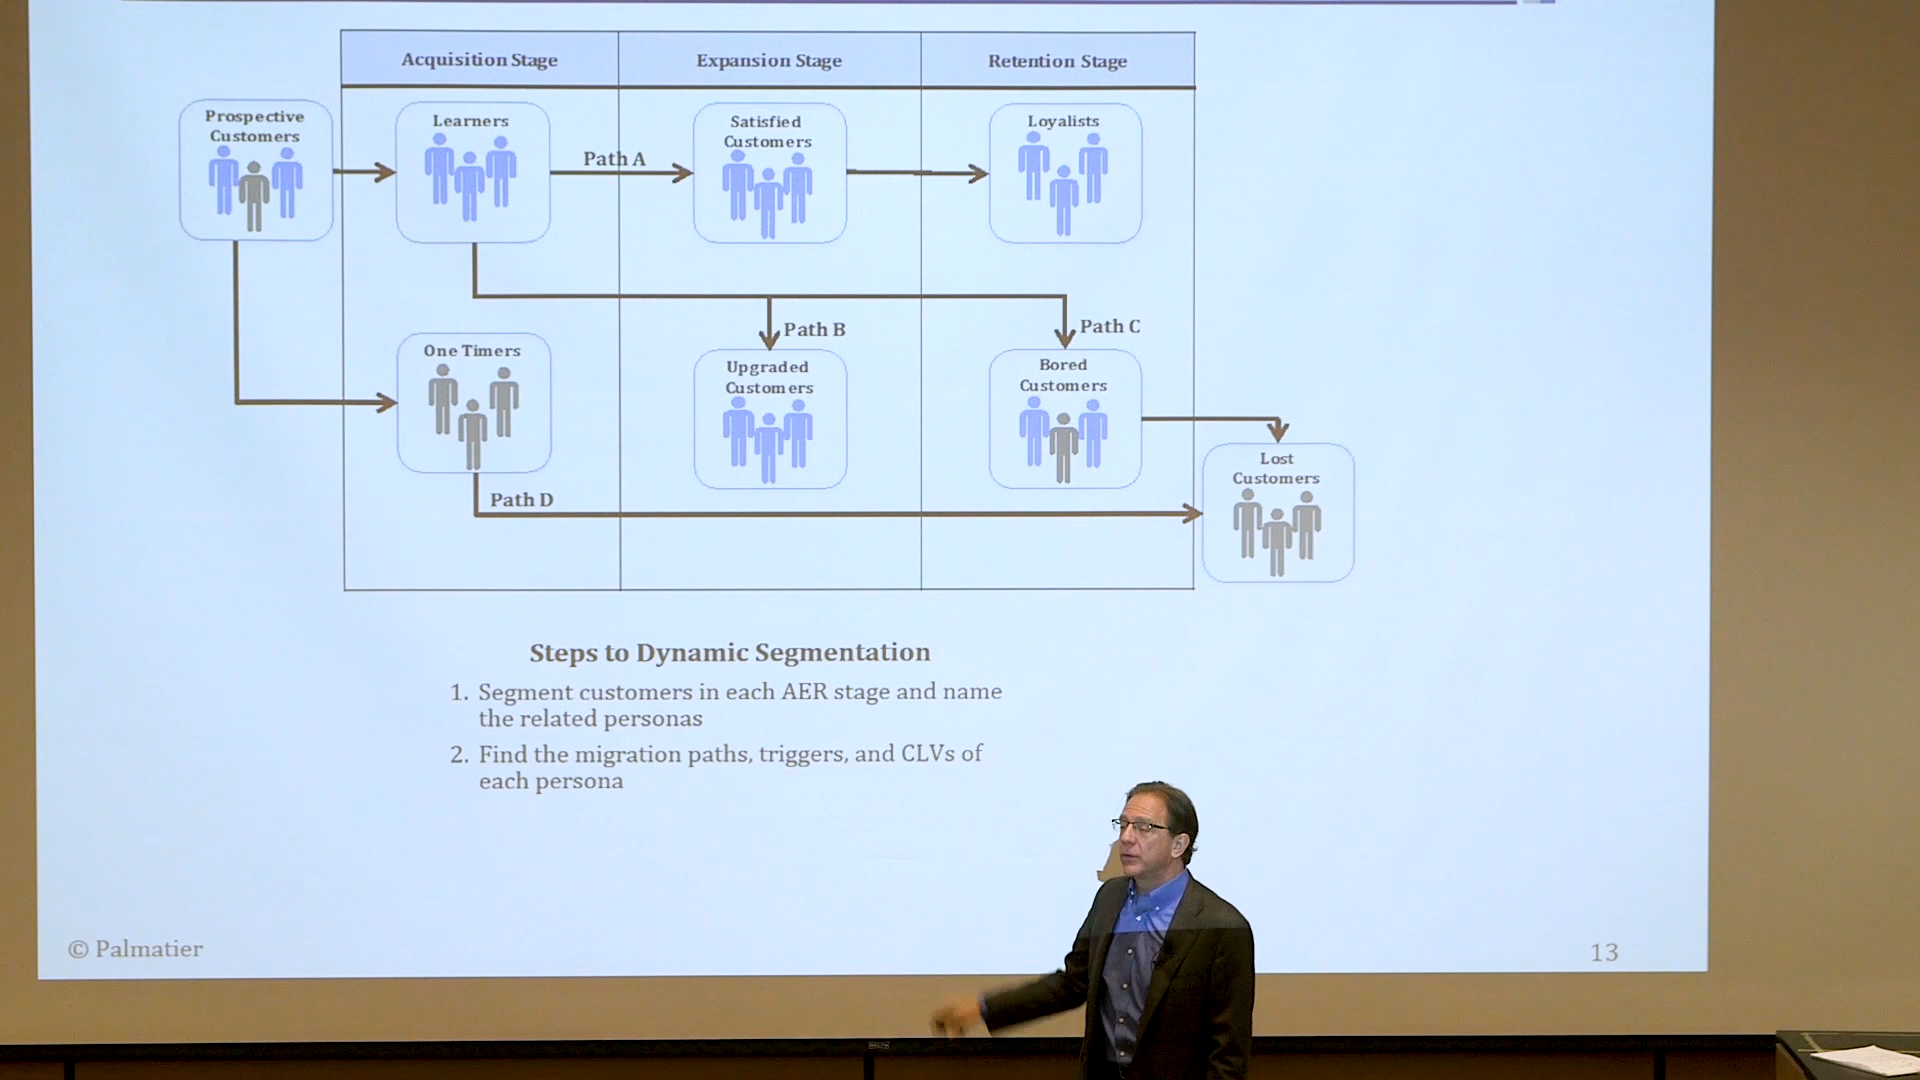 Acquisition Stage
Expansion Stage
Retention Stage
Prospective
Customers
Learners
Path A
Satisfied
Customers
Loyalists
Path B
Path C
One Timers
Upgraded
Customers
Bored
Customers
Path D
Lost
Customers
Steps to Dynamic Segmentation
1. Segment customers in each AER stage and name
the related personas
2. Find the migration paths, triggers, and CLVs of
each persona
© Palmatier
13